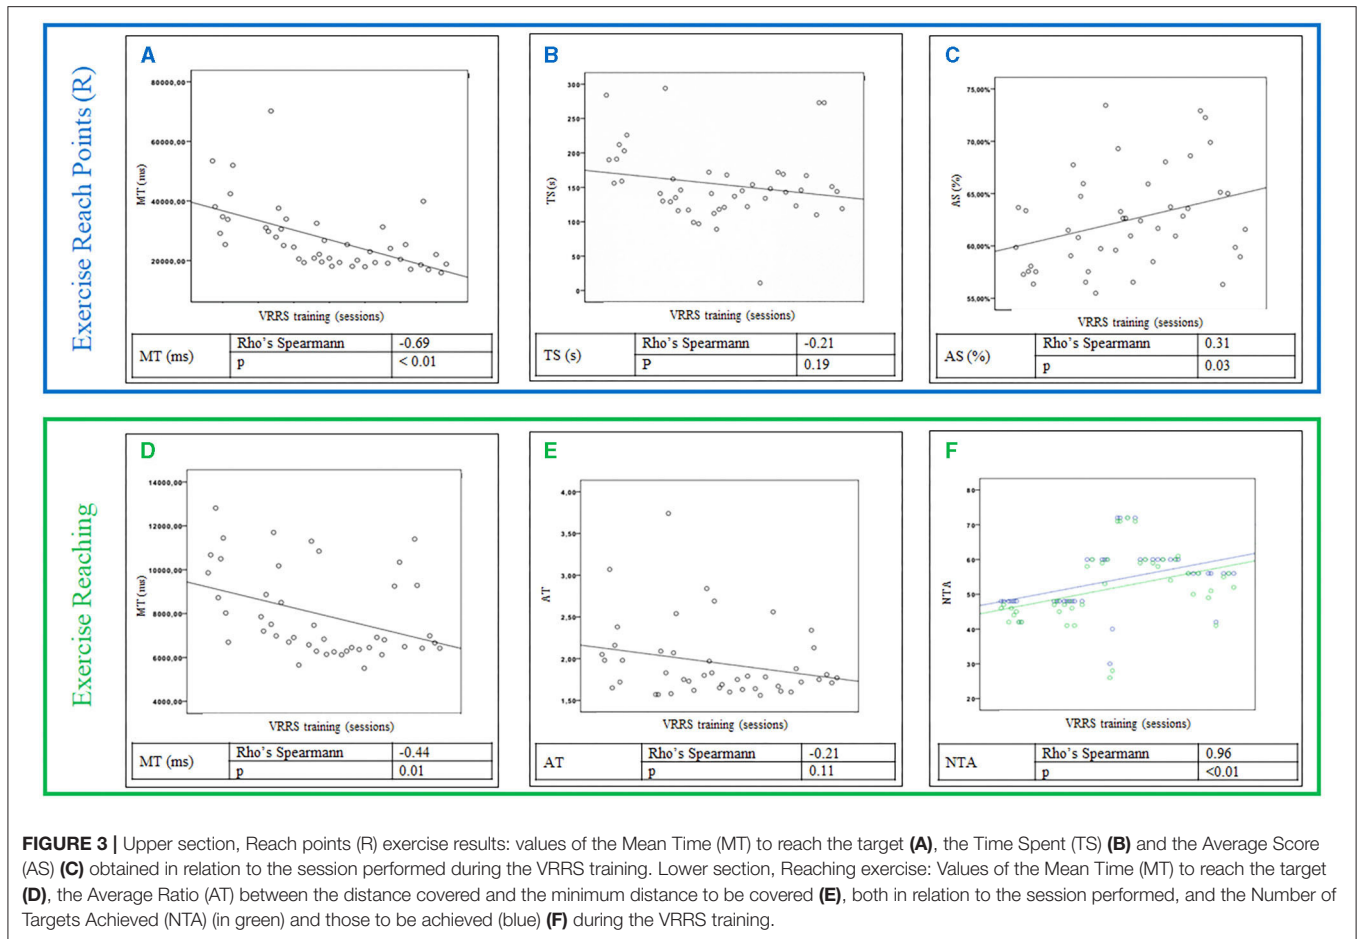 Exercise Reach Points (R)
A
MT (ms)
80000,00
60000,00
40000,00
20000,00
VRRS training (sessions)
MT (ms)
Rho's Spearmann -0.69
p < 0.01
B
TS (s)
300
250
200
150
100
50
0
VRRS training (sessions)
TS (s)
Rho's Spearmann -0.21
P 0.19
C
AS (%)
75,00%
70,00%
65,00%
60,00%
55,00%
VRRS training (sessions)
AS (%)
Rho's Spearmann 0.31
p 0.03
Exercise Reaching
D
MT (ms)
14000,00
12000,00
10000,00
8000,00
6000,00
4000,00
VRRS training (sessions)
MT (ms)
Rho's Spearmann -0.44
p 0.01
E
AT
4,00
3,50
3,00
2,50
2,00
1,50
VRRS training (sessions)
AT
Rho's Spearmann -0.21
p 0.11
F
NTA
80
70
60
50
40
30
20
VRRS training (sessions)
NTA
Rho's Spearmann 0.96
p <0.01
FIGURE 3 | Upper section, Reach points (R) exercise results: values of the Mean Time (MT) to reach the target (A), the Time Spent (TS) (B) and the Average Score
(AS) (C) obtained in relation to the session performed during the VRRS training. Lower section, Reaching exercise: Values of the Mean Time (MT) to reach the target
(D), the Average Ratio (AT) between the distance covered and the minimum distance to be covered (E), both in relation to the session performed, and the Number of
Targets Achieved (NTA) (in green) and those to be achieved (blue) (F) during the VRRS training.